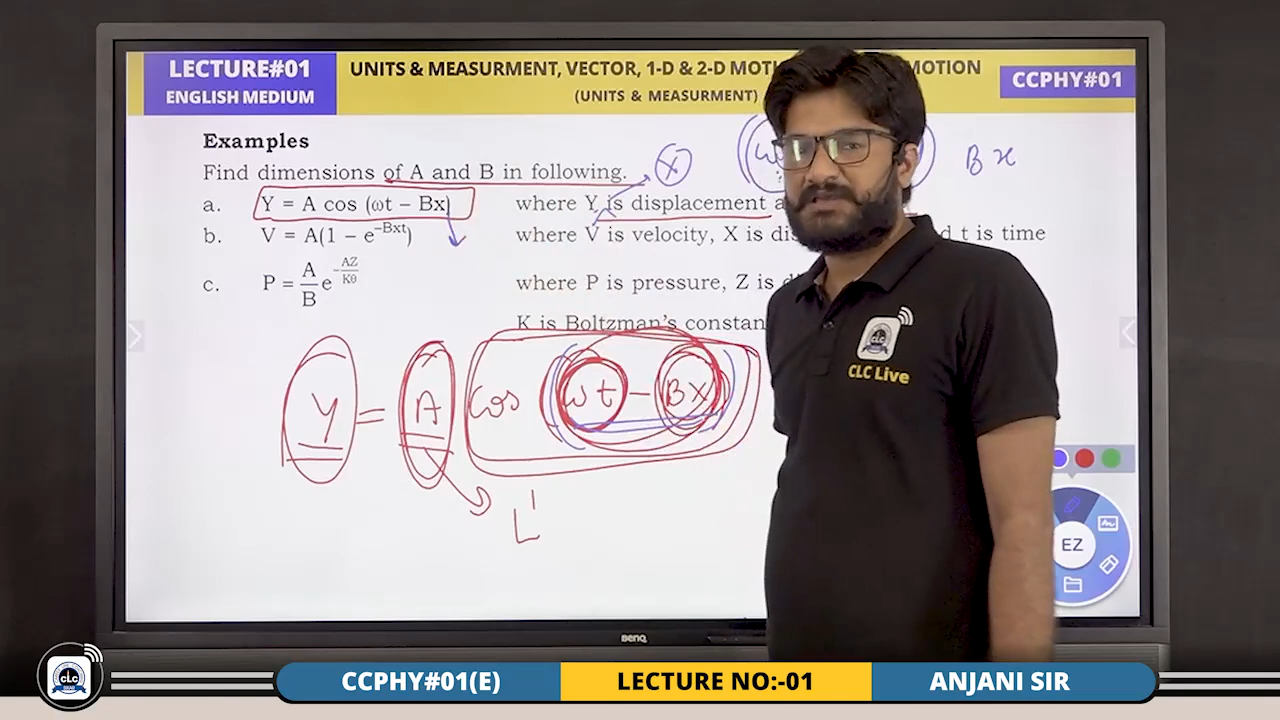 LECTURE#01
ENGLISH MEDIUM
UNITS & MEASURMENT, VECTOR, 1-D & 2-D MOTI MOTION
(UNITS & MEASURMENT)
CCPHY#01
Examples
Find dimensions of A and B in following.
x
B x
a. Y = A cos (ωt – Bx) where Y is displacement
b. V = A(1 – e^–Bxt) where V is velocity, X is dis d t is time
c. P = A/B e^–AZ/Kθ where P is pressure, Z is di
K is Boltzman's constan
Y = A cos (ωt – Bx)
L¹
CLC Live
EZ
BENQ
CLC
CCPHY#01(E)
LECTURE NO:-01
ANJANI SIR